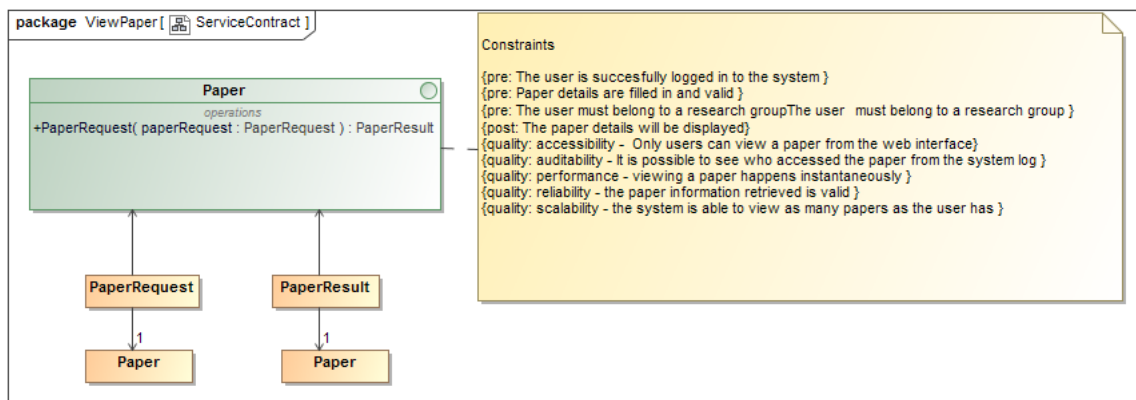 package ViewPaper [ ServiceContract ]
Paper
operations
+PaperRequest( paperRequest : PaperRequest ) : PaperResult
Constraints
{pre: The user is succesfully logged in to the system }
{pre: Paper details are filled in and valid }
{pre: The user must belong to a research groupThe user must belong to a research group }
{post: The paper details will be displayed}
{quality: accessibility - Only users can view a paper from the web interface}
{quality: auditability - It is possible to see who accessed the paper from the system log }
{quality: performance - viewing a paper happens instantaneously }
{quality: reliability - the paper information retrieved is valid }
{quality: scalability - the system is able to view as many papers as the user has }
PaperRequest
PaperResult
1
1
Paper
Paper